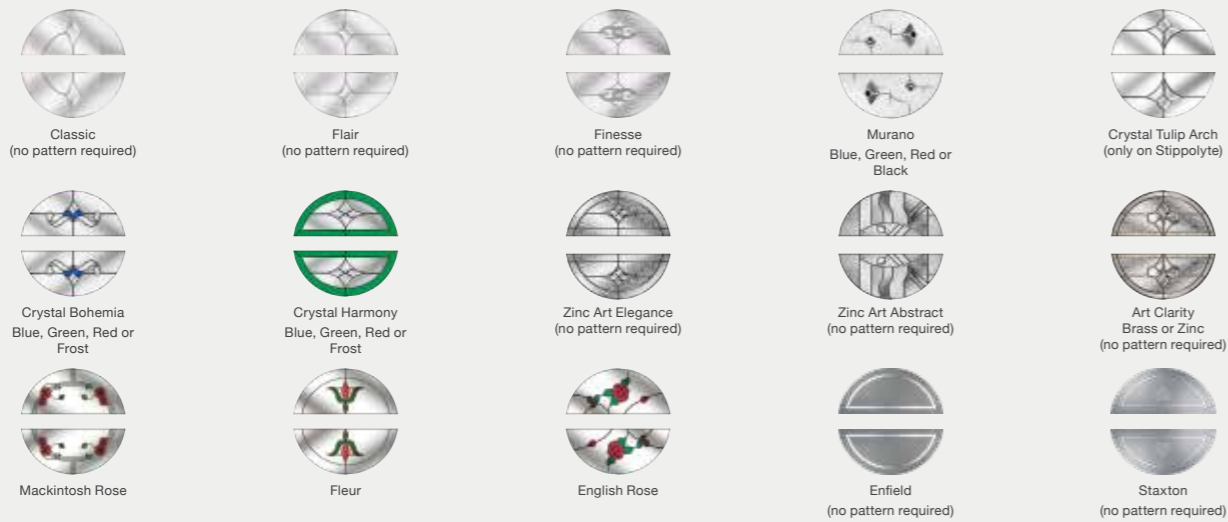 Classic
(no pattern required)
Flair
(no pattern required)
Finesse
(no pattern required)
Murano
Blue, Green, Red or
Black
Crystal Tulip Arch
(only on Stippolyte)
Crystal Bohemia
Blue, Green, Red or
Frost
Crystal Harmony
Blue, Green, Red or
Frost
Zinc Art Elegance
(no pattern required)
Zinc Art Abstract
(no pattern required)
Art Clarity
Brass or Zinc
(no pattern required)
Mackintosh Rose
Fleur
English Rose
Enfield
(no pattern required)
Staxton
(no pattern required)